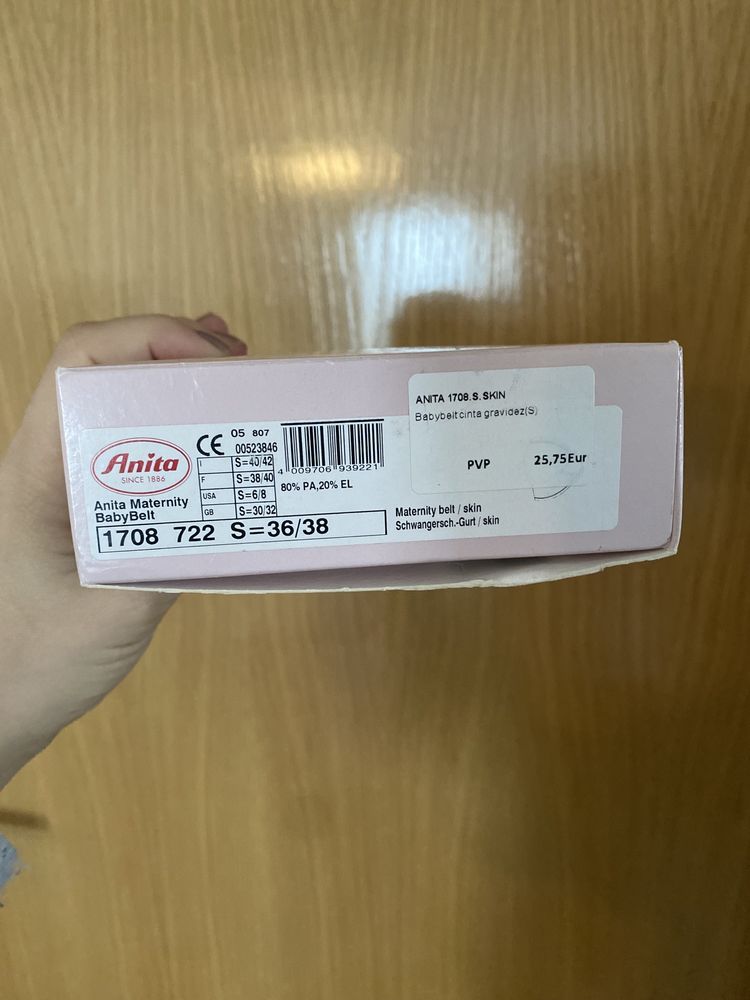 Anita
SINCE 1886
Anita Maternity
BabyBelt
CE 05 807
00523846
I S=40/42
F S=38/40
USA S=6/8
GB S=30/32
4 009706 939221
80% PA,20% EL
1708 722 S=36/38
ANITA 1708.S.SKIN
Babybelt cinta gravidez(S)
PVP 25,75Eur
Maternity belt / skin
Schwangersch.-Gurt / skin